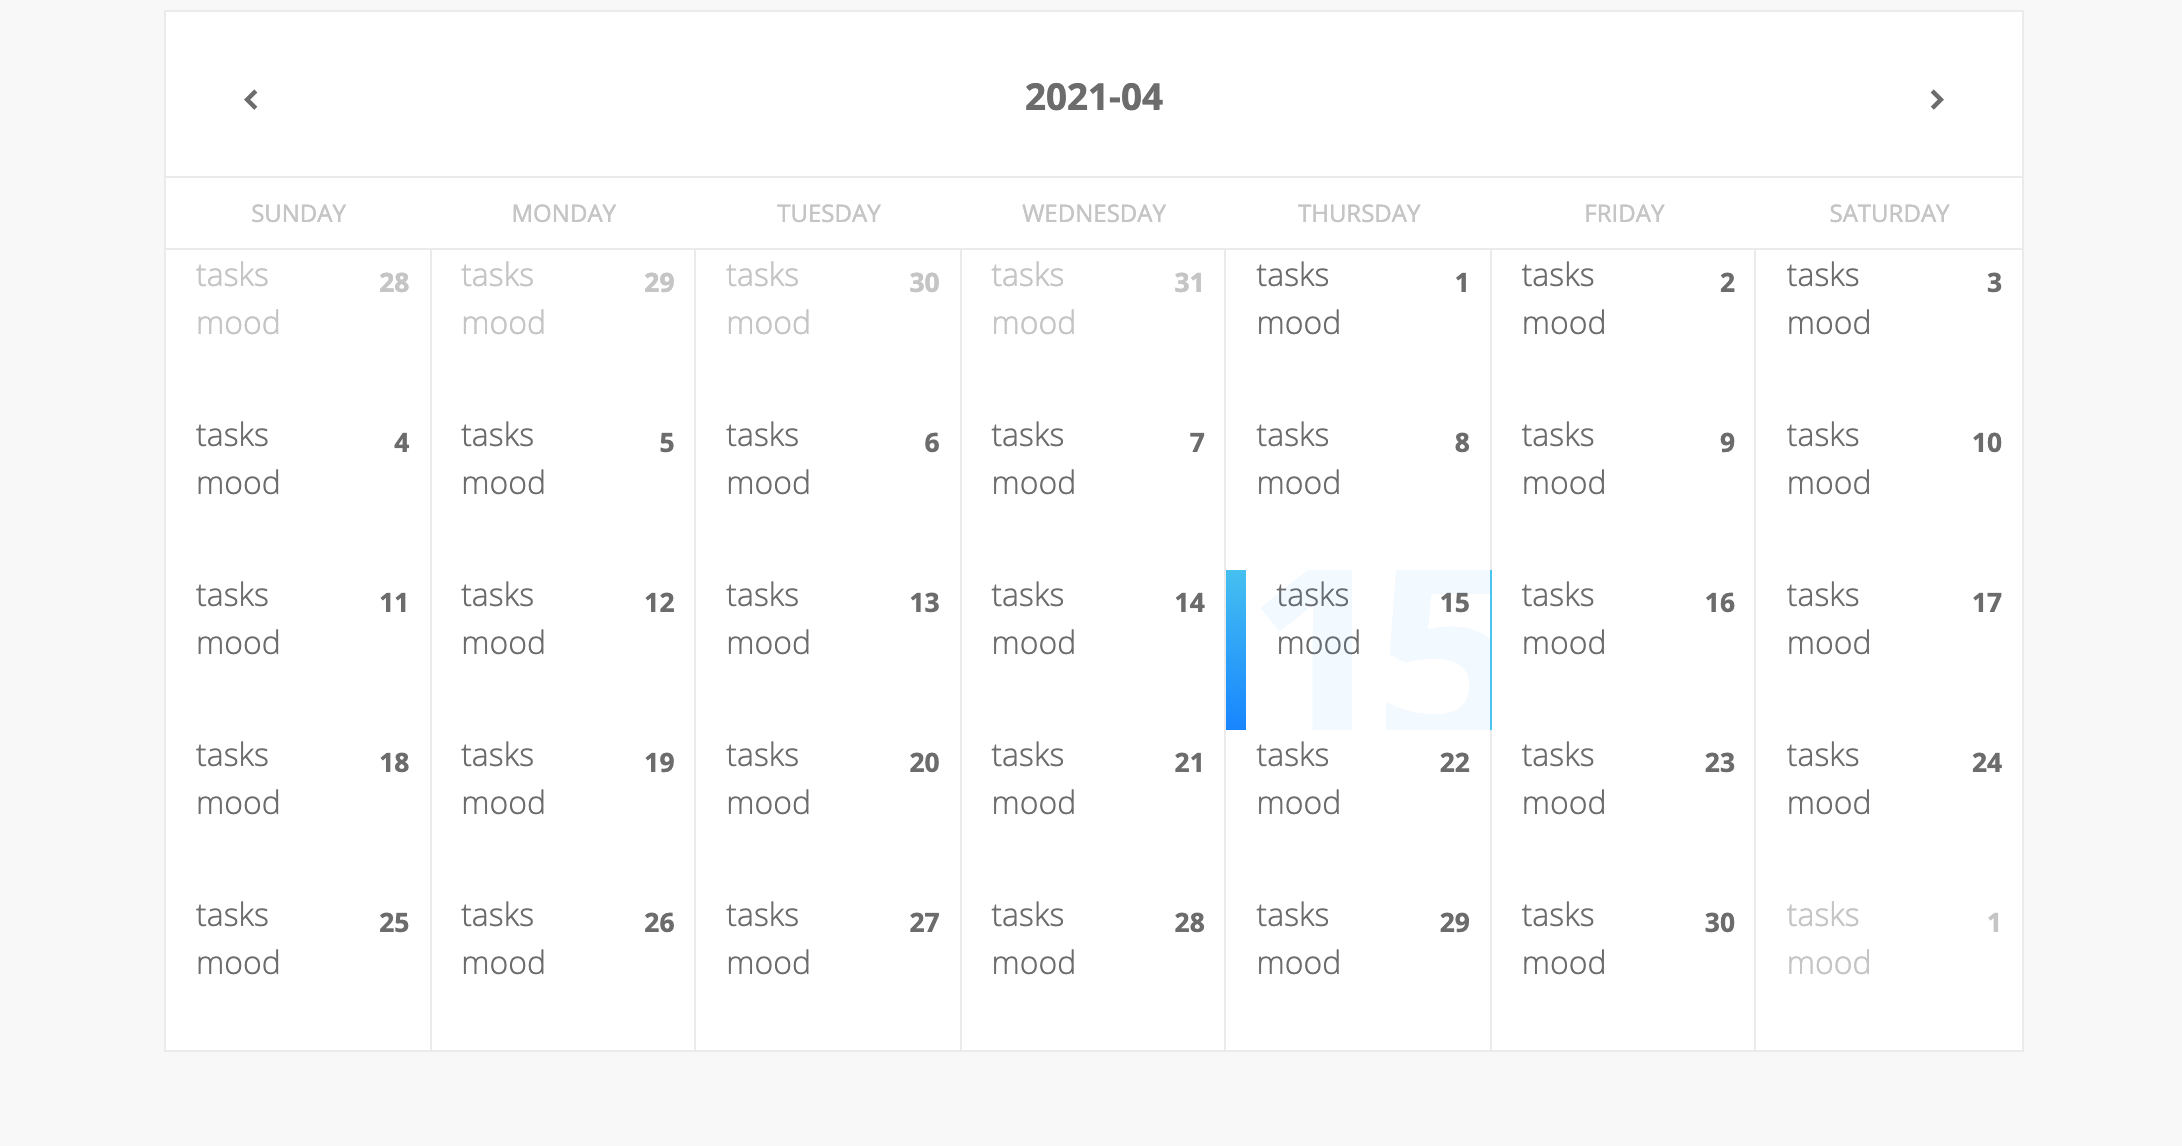 2021-04
SUNDAY MONDAY TUESDAY WEDNESDAY THURSDAY FRIDAY SATURDAY
tasks 28 tasks 29 tasks 30 tasks 31 tasks 1 tasks 2 tasks 3
mood mood mood mood mood mood mood
tasks 4 tasks 5 tasks 6 tasks 7 tasks 8 tasks 9 tasks 10
mood mood mood mood mood mood mood
tasks 11 tasks 12 tasks 13 tasks 14 tasks 15 15 tasks 16 tasks 17
mood mood mood mood mood mood mood
tasks 18 tasks 19 tasks 20 tasks 21 tasks 22 tasks 23 tasks 24
mood mood mood mood mood mood mood
tasks 25 tasks 26 tasks 27 tasks 28 tasks 29 tasks 30 tasks 1
mood mood mood mood mood mood mood